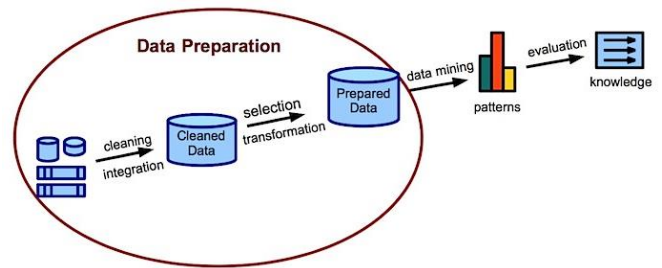 Data Preparation
cleaning
integration
Cleaned
Data
selection
transformation
Prepared
Data
data mining
patterns
evaluation
knowledge